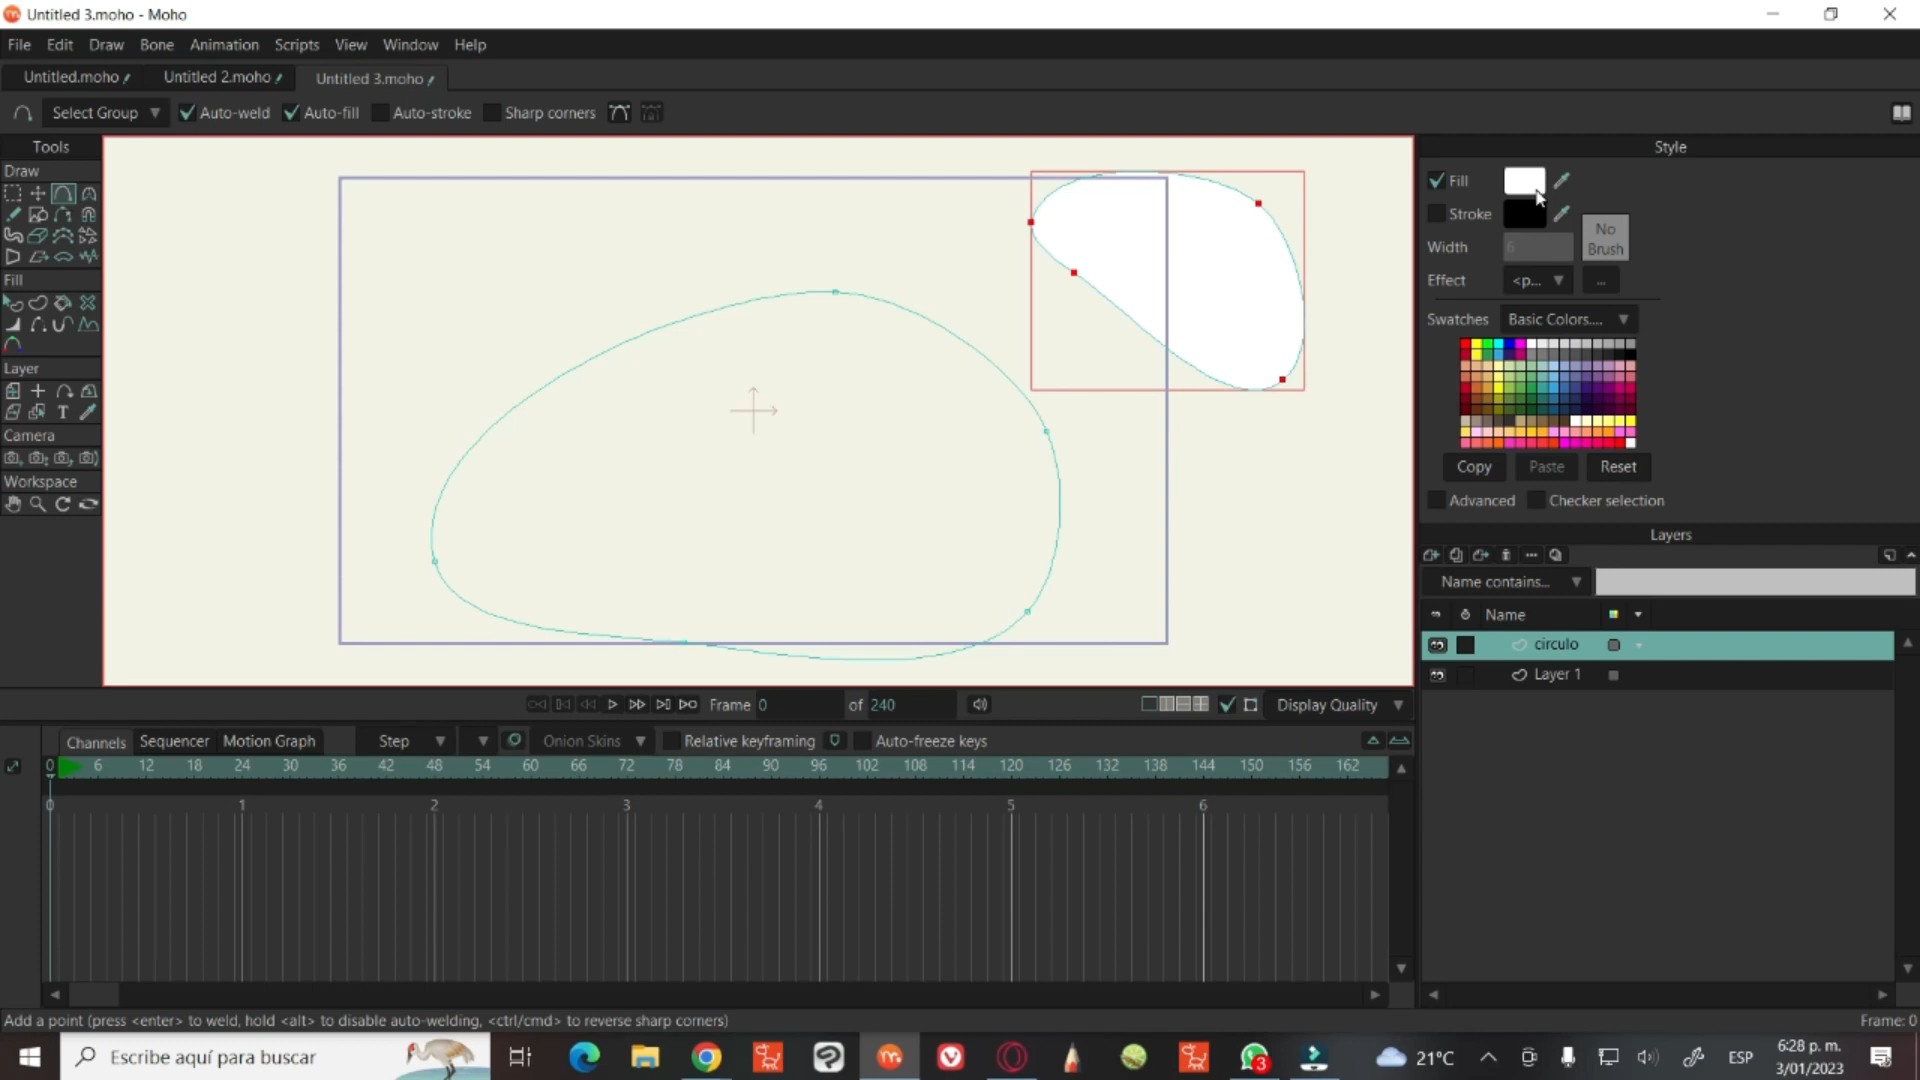 Untitled 3.moho - Moho
File Edit Draw Bone Animation Scripts View Window Help
Untitled.moho Untitled 2.moho Untitled 3.moho
Select Group Auto-weld Auto-fill Auto-stroke Sharp corners
Tools
Draw
Fill
Layer
T
Camera
Workspace
Style
Fill
Stroke
Width 6
No
Brush
Effect <p... ...
Swatches Basic Colors....
Copy Paste Reset
Advanced Checker selection
Layers
Name contains...
Name
circulo
Layer 1
Frame 0 of 240 Display Quality
Channels Sequencer Motion Graph Step Onion Skins Relative keyframing Auto-freeze keys
0 6 12 18 24 30 36 42 48 54 60 66 72 78 84 90 96 102 108 114 120 126 132 138 144 150 156 162
0 1 2 3 4 5 6
Add a point (press <enter> to weld, hold <alt> to disable auto-welding, <ctrl/cmd> to reverse sharp corners)
Frame: 0
Escribe aquí para buscar
3
21°C
ESP
6:28 p. m.
3/01/2023